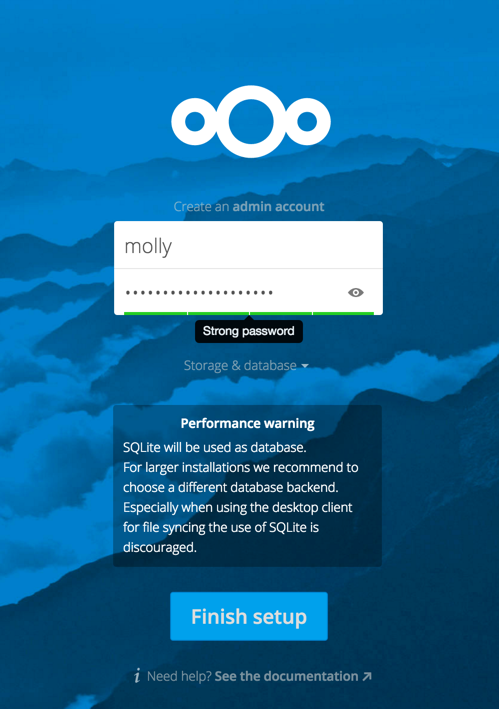 Create an admin account
molly
••••••••••••••••••••
Strong password
Storage & database
Performance warning
SQLite will be used as database.
For larger installations we recommend to
choose a different database backend.
Especially when using the desktop client
for file syncing the use of SQLite is
discouraged.
Finish setup
i Need help? See the documentation ↗